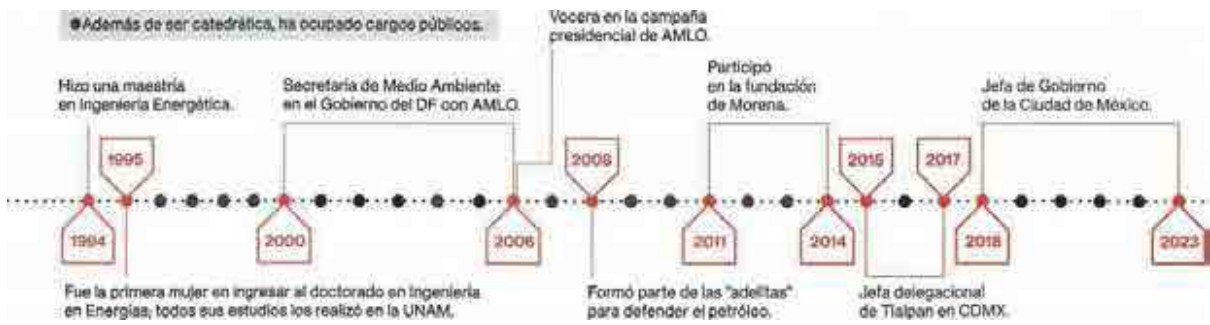 ●Además de ser catedrática, ha ocupado cargos públicos.
Vocera en la campaña
presidencial de AMLO.
Hizo una maestría
en Ingeniería Energética.
Secretaria de Medio Ambiente
en el Gobierno del DF con AMLO.
Participó
en la fundación
de Morena.
Jefa de Gobierno
de la Ciudad de México.
1995
2008
2015
2017
1994
2000
2006
2011
2014
2018
2023
Fue la primera mujer en ingresar al doctorado en Ingeniería
en Energías; todos sus estudios los realizó en la UNAM.
Formó parte de las "adelitas"
para defender el petróleo.
Jefa delegacional
de Tlalpan en CDMX.